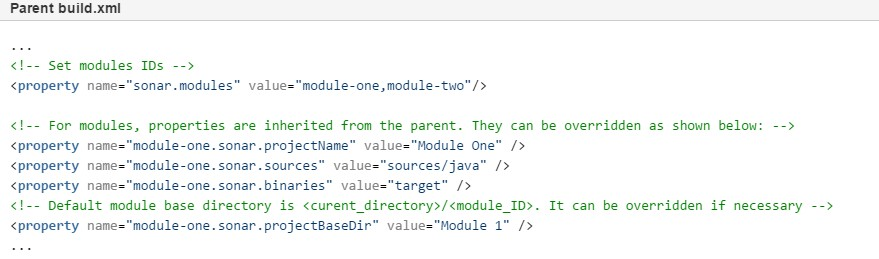 Parent build.xml
...
<!-- Set modules IDs -->
<property name="sonar.modules" value="module-one,module-two"/>
<!-- For modules, properties are inherited from the parent. They can be overridden as shown below: -->
<property name="module-one.sonar.projectName" value="Module One" />
<property name="module-one.sonar.sources" value="sources/java" />
<property name="module-one.sonar.binaries" value="target" />
<!-- Default module base directory is <curent_directory>/<module_ID>. It can be overridden if necessary -->
<property name="module-one.sonar.projectBaseDir" value="Module 1" />
...